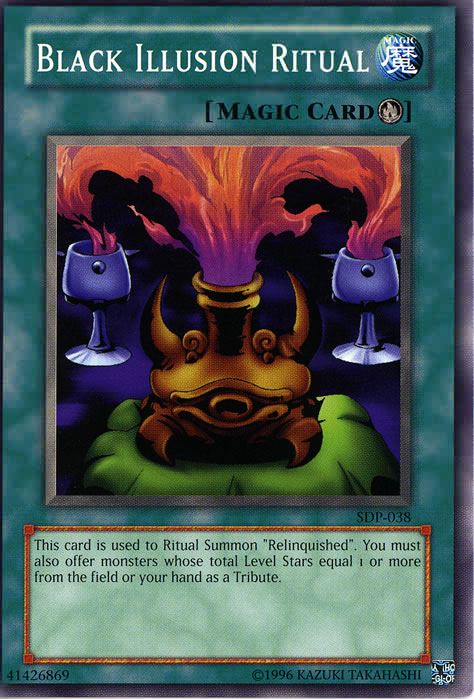 BLACK ILLUSION RITUAL
MAGIC
魔
[MAGIC CARD]
SDP-038
This card is used to Ritual Summon "Relinquished". You must
also offer monsters whose total Level Stars equal 1 or more
from the field or your hand as a Tribute.
41426869
©1996 KAZUKI TAKAHASHI